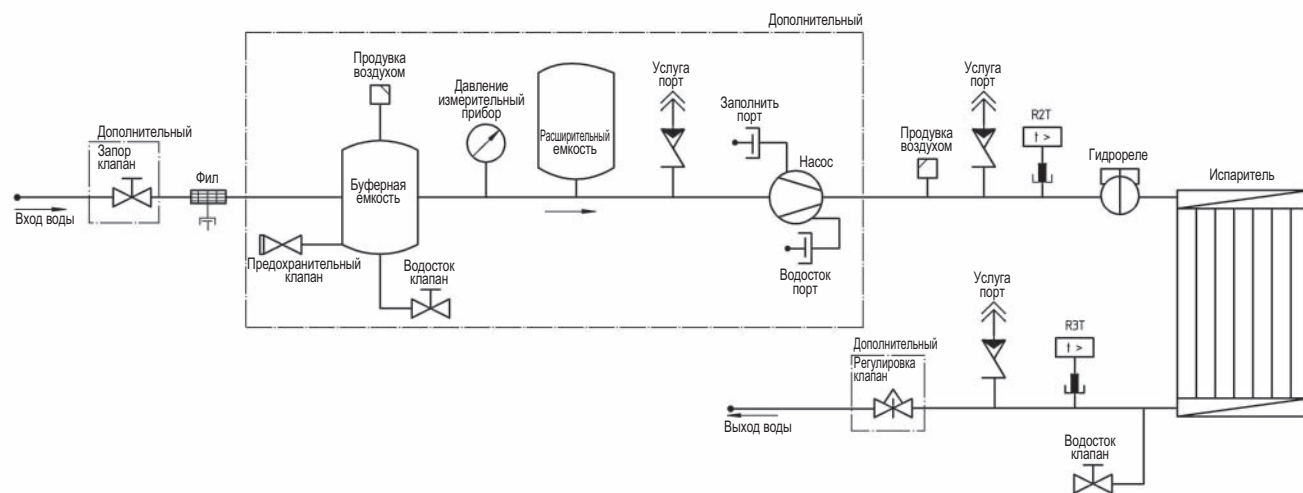 Дополнительный
Продувка
воздухом
Давление
измерительный
прибор
Расширительный
емкость
Услуга
порт
Заполнить
порт
Насос
Продувка
воздухом
Услуга
порт
R2T
t >
Гидрореле
Испаритель
Дополнительный
Запор
клапан
Фил
Вход воды
Буферная
емкость
Предохранительный
клапан
Водосток
клапан
Водосток
порт
Услуга
порт
R3T
t >
Дополнительный
Регулировка
клапан
Выход воды
Водосток
клапан